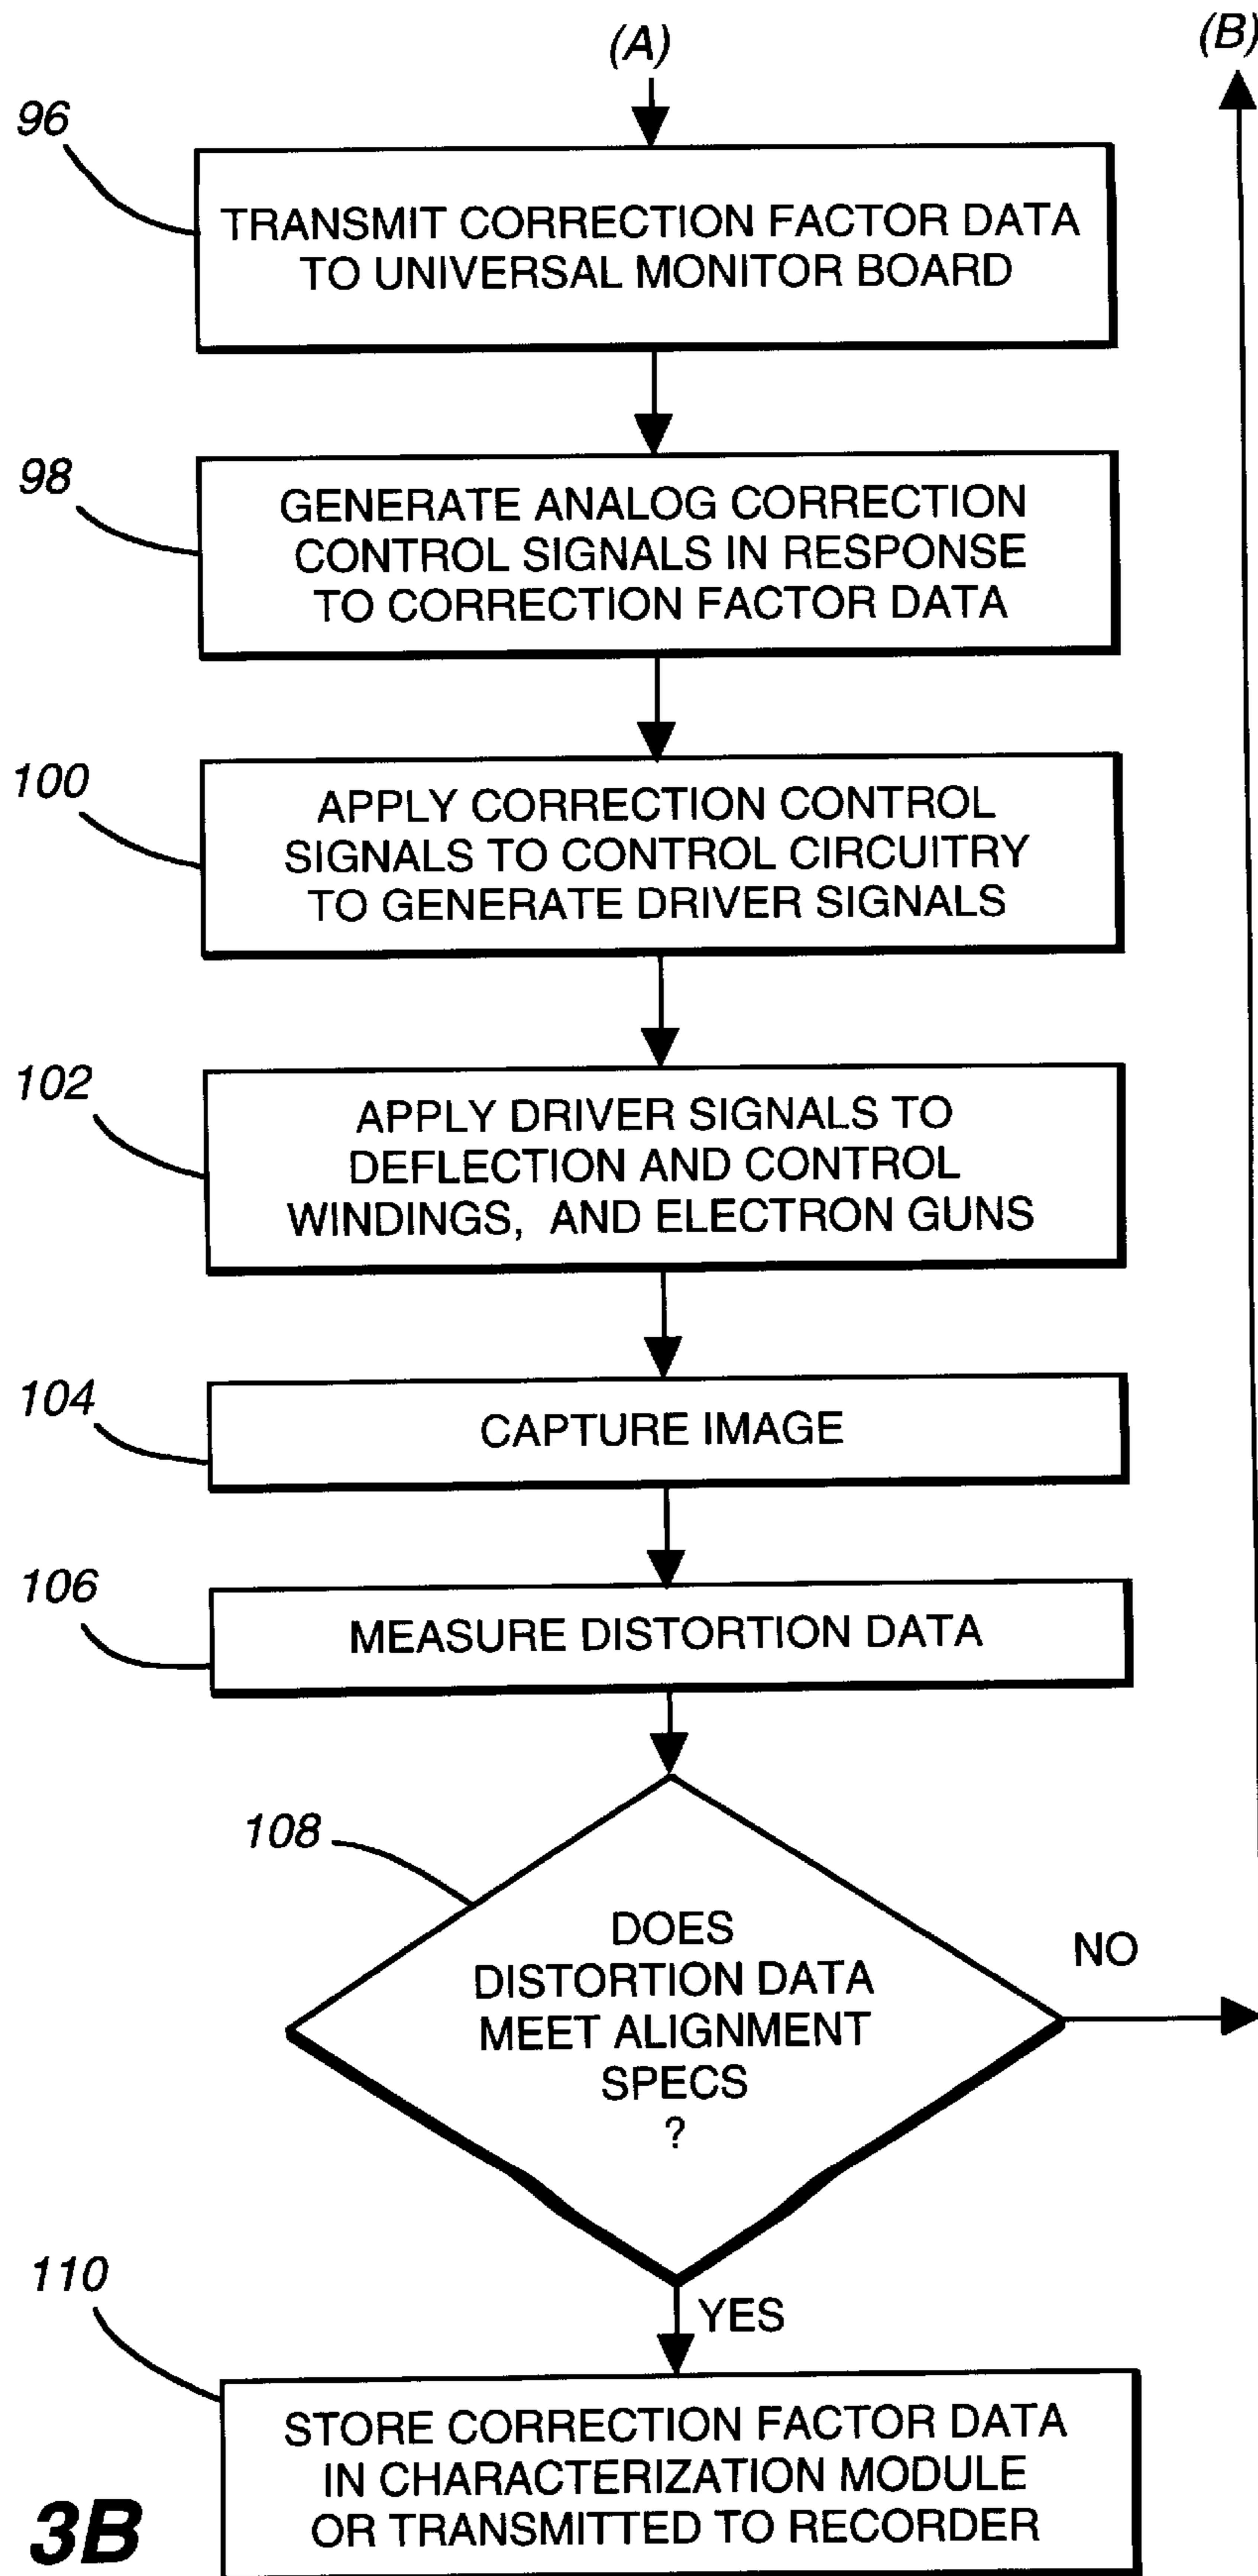 (A)
(B)
96
TRANSMIT CORRECTION FACTOR DATA
TO UNIVERSAL MONITOR BOARD
98
GENERATE ANALOG CORRECTION
CONTROL SIGNALS IN RESPONSE
TO CORRECTION FACTOR DATA
100
APPLY CORRECTION CONTROL
SIGNALS TO CONTROL CIRCUITRY
TO GENERATE DRIVER SIGNALS
102
APPLY DRIVER SIGNALS TO
DEFLECTION AND CONTROL
WINDINGS, AND ELECTRON GUNS
104
CAPTURE IMAGE
106
MEASURE DISTORTION DATA
108
DOES
DISTORTION DATA
MEET ALIGNMENT
SPECS
?
NO
YES
110
STORE CORRECTION FACTOR DATA
IN CHARACTERIZATION MODULE
OR TRANSMITTED TO RECORDER
3B